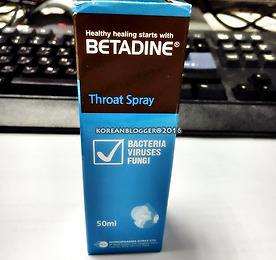 Healthy healing starts with
BETADINE®
Throat Spray
KOREANBLOGGER@2016
BACTERIA
VIRUSES
FUNGI
50ml